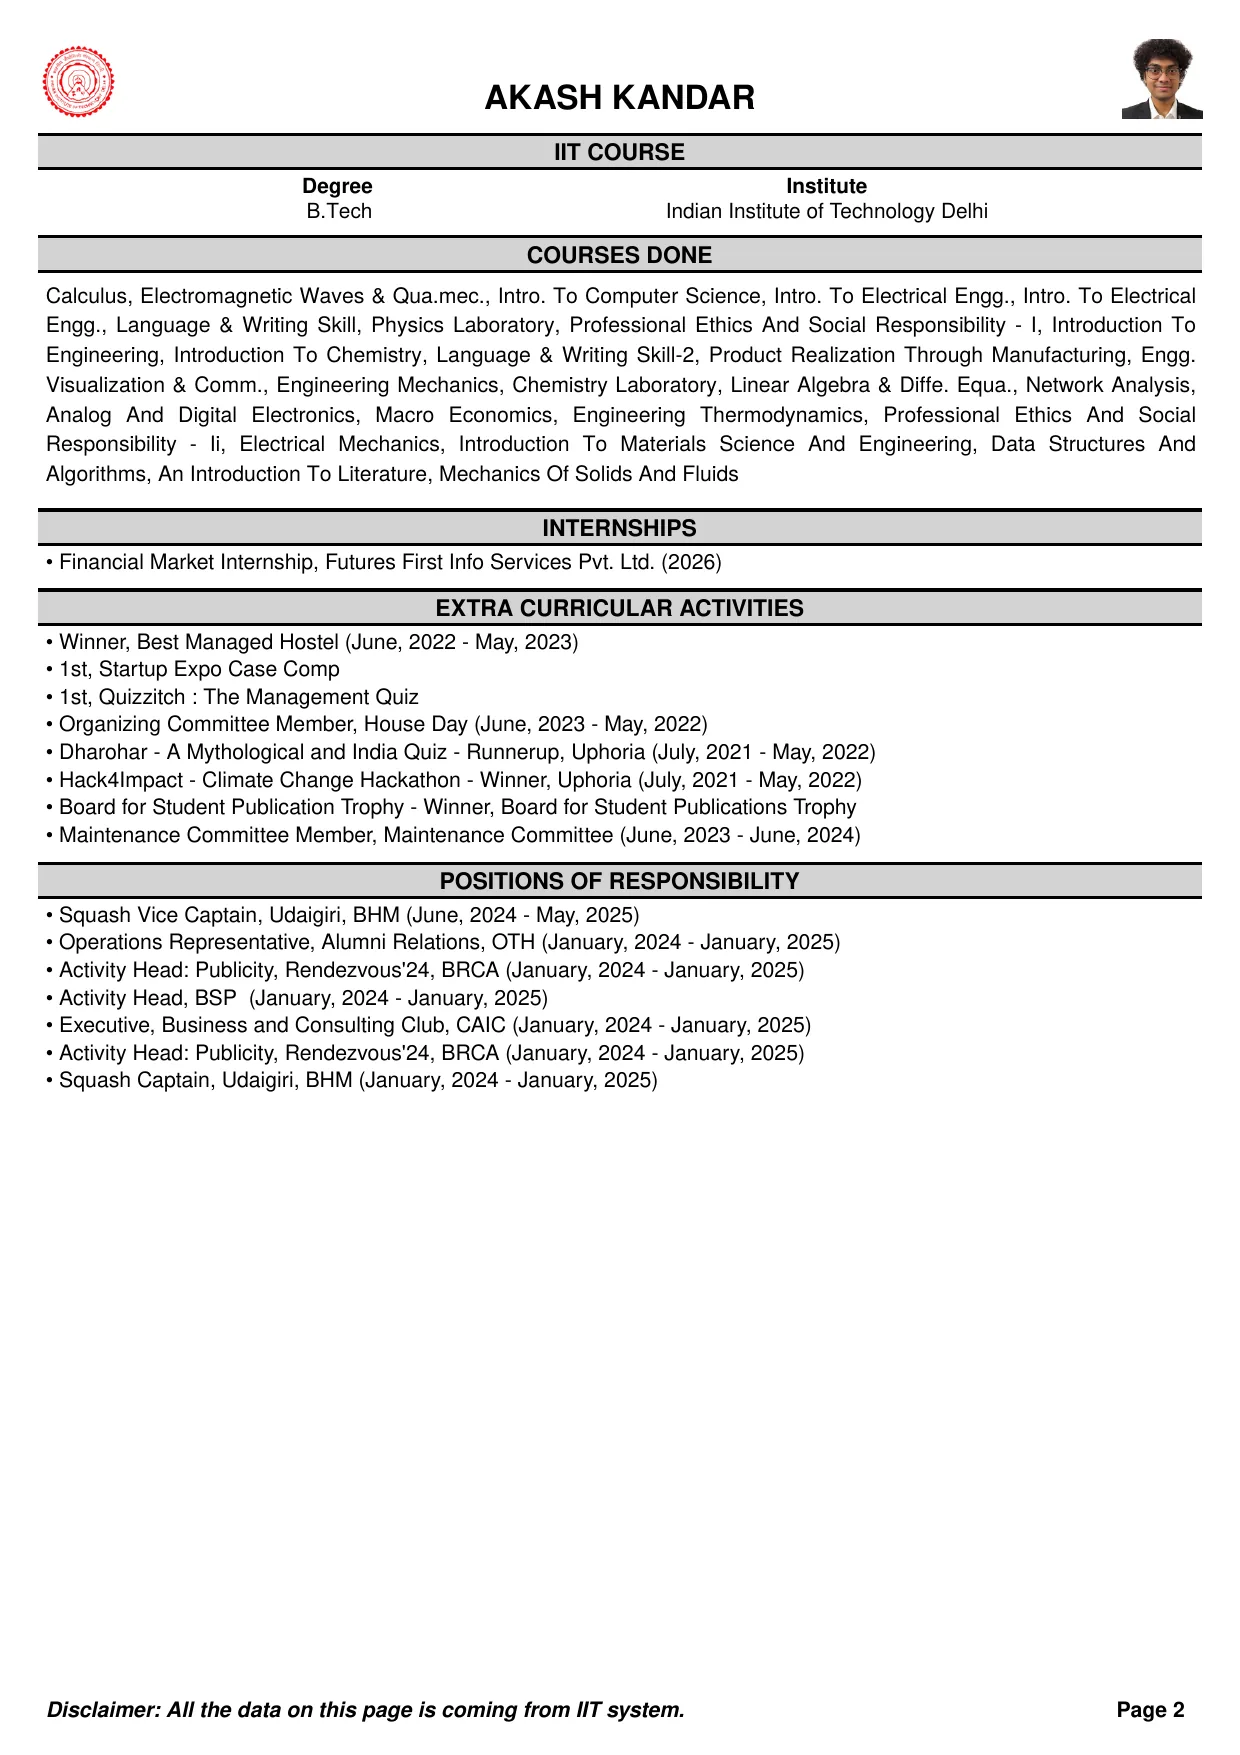 AKASH KANDAR
IIT COURSE
Degree Institute
B.Tech Indian Institute of Technology Delhi
COURSES DONE
Calculus, Electromagnetic Waves & Qua.mec., Intro. To Computer Science, Intro. To Electrical Engg., Intro. To Electrical
Engg., Language & Writing Skill, Physics Laboratory, Professional Ethics And Social Responsibility - I, Introduction To
Engineering, Introduction To Chemistry, Language & Writing Skill-2, Product Realization Through Manufacturing, Engg.
Visualization & Comm., Engineering Mechanics, Chemistry Laboratory, Linear Algebra & Diffe. Equa., Network Analysis,
Analog And Digital Electronics, Macro Economics, Engineering Thermodynamics, Professional Ethics And Social
Responsibility - Ii, Electrical Mechanics, Introduction To Materials Science And Engineering, Data Structures And
Algorithms, An Introduction To Literature, Mechanics Of Solids And Fluids
INTERNSHIPS
• Financial Market Internship, Futures First Info Services Pvt. Ltd. (2026)
EXTRA CURRICULAR ACTIVITIES
• Winner, Best Managed Hostel (June, 2022 - May, 2023)
• 1st, Startup Expo Case Comp
• 1st, Quizzitch : The Management Quiz
• Organizing Committee Member, House Day (June, 2023 - May, 2022)
• Dharohar - A Mythological and India Quiz - Runnerup, Uphoria (July, 2021 - May, 2022)
• Hack4Impact - Climate Change Hackathon - Winner, Uphoria (July, 2021 - May, 2022)
• Board for Student Publication Trophy - Winner, Board for Student Publications Trophy
• Maintenance Committee Member, Maintenance Committee (June, 2023 - June, 2024)
POSITIONS OF RESPONSIBILITY
• Squash Vice Captain, Udaigiri, BHM (June, 2024 - May, 2025)
• Operations Representative, Alumni Relations, OTH (January, 2024 - January, 2025)
• Activity Head: Publicity, Rendezvous'24, BRCA (January, 2024 - January, 2025)
• Activity Head, BSP  (January, 2024 - January, 2025)
• Executive, Business and Consulting Club, CAIC (January, 2024 - January, 2025)
• Activity Head: Publicity, Rendezvous'24, BRCA (January, 2024 - January, 2025)
• Squash Captain, Udaigiri, BHM (January, 2024 - January, 2025)
Disclaimer: All the data on this page is coming from IIT system. Page 2